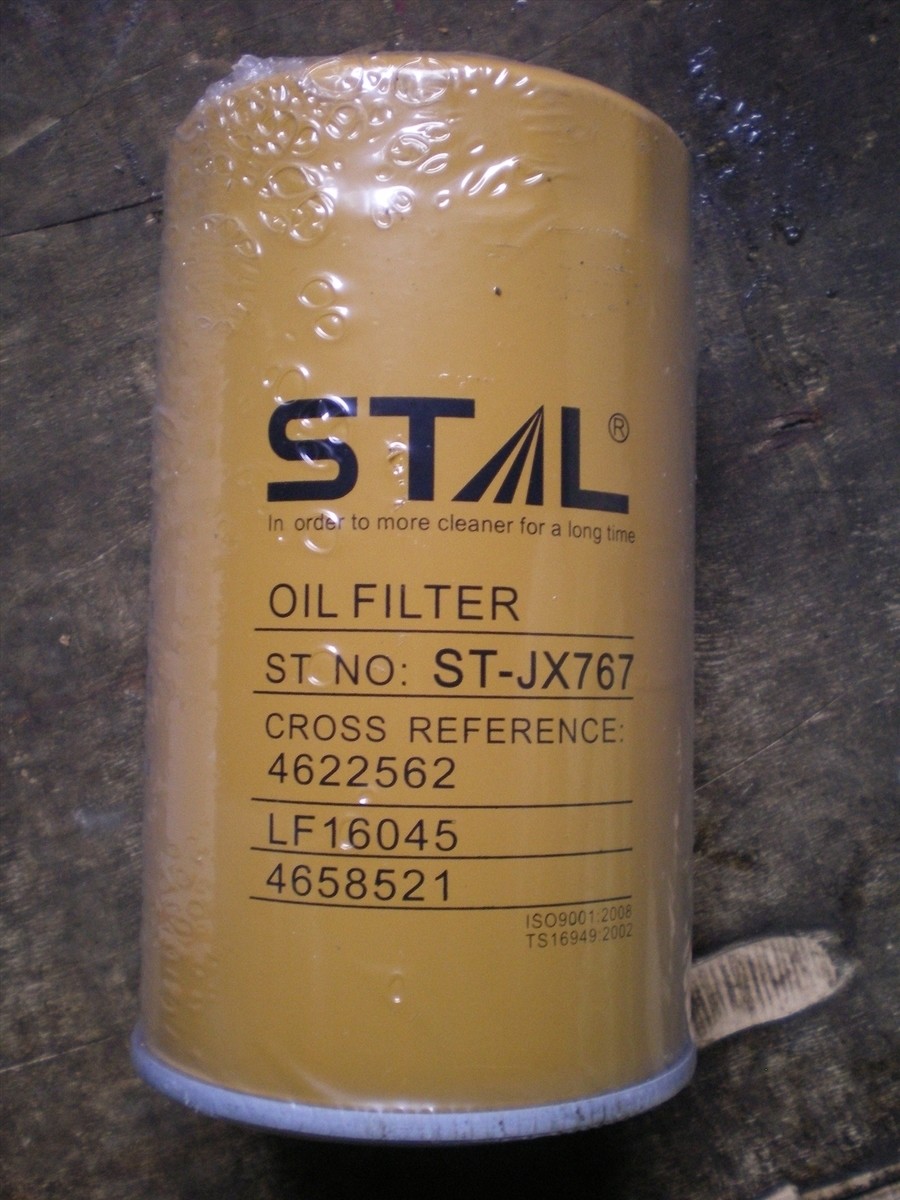 STAL®
In order to more cleaner for a long time
OIL FILTER
ST NO: ST-JX767
CROSS REFERENCE:
4622562
LF16045
4658521
ISO9001:2008
TS16949:2002